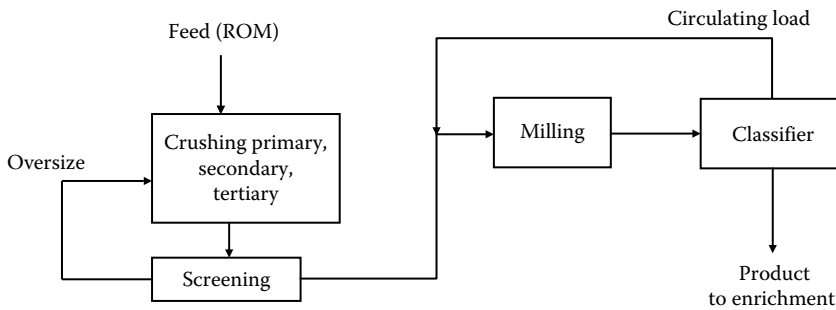 Feed (ROM)
Crushing primary,
secondary,
tertiary
Oversize
Screening
Circulating load
Milling
Classifier
Product
to enrichment